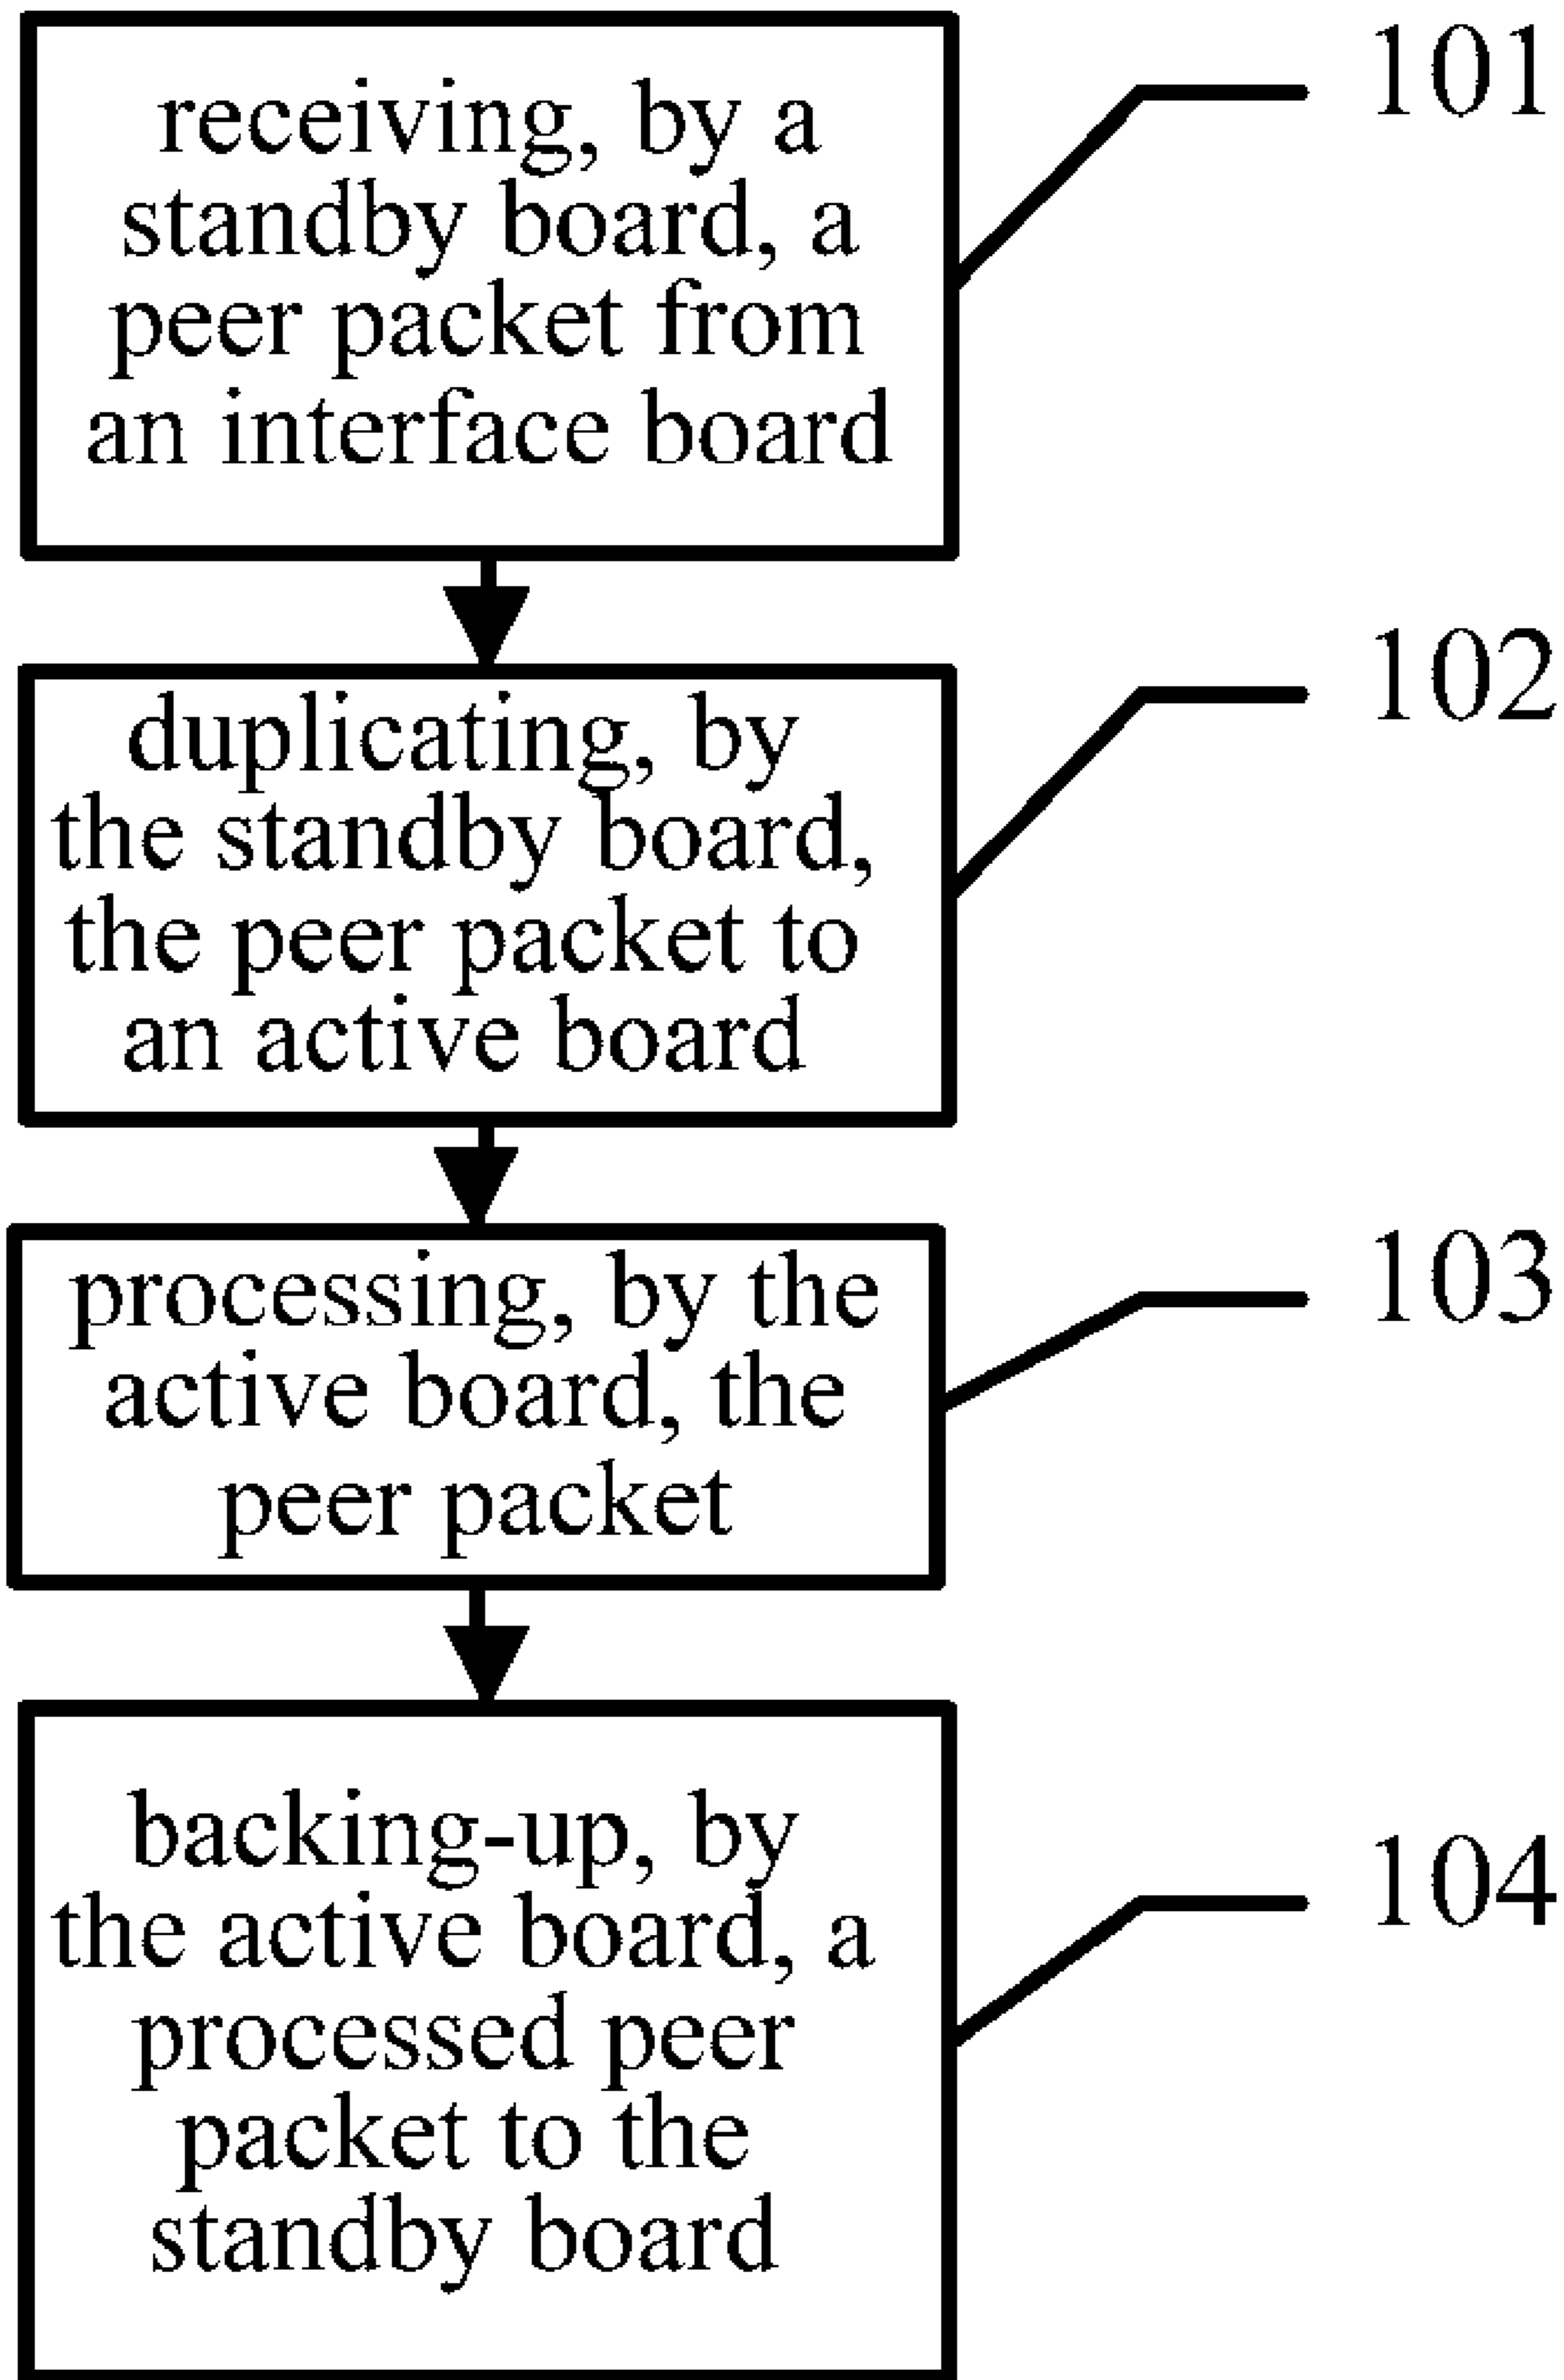 receiving, by a
standby board, a
peer packet from
an interface board
101
duplicating, by
the standby board,
the peer packet to
an active board
102
processing, by the
active board, the
peer packet
103
backing-up, by
the active board, a
processed peer
packet to the
standby board
104